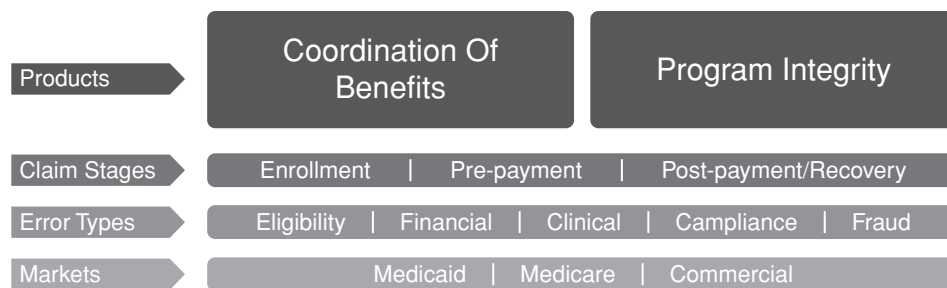 Products
Coordination Of
Benefits
Program Integrity
Claim Stages
Enrollment | Pre-payment | Post-payment/Recovery
Error Types
Eligibility | Financial | Clinical | Campliance | Fraud
Markets
Medicaid | Medicare | Commercial